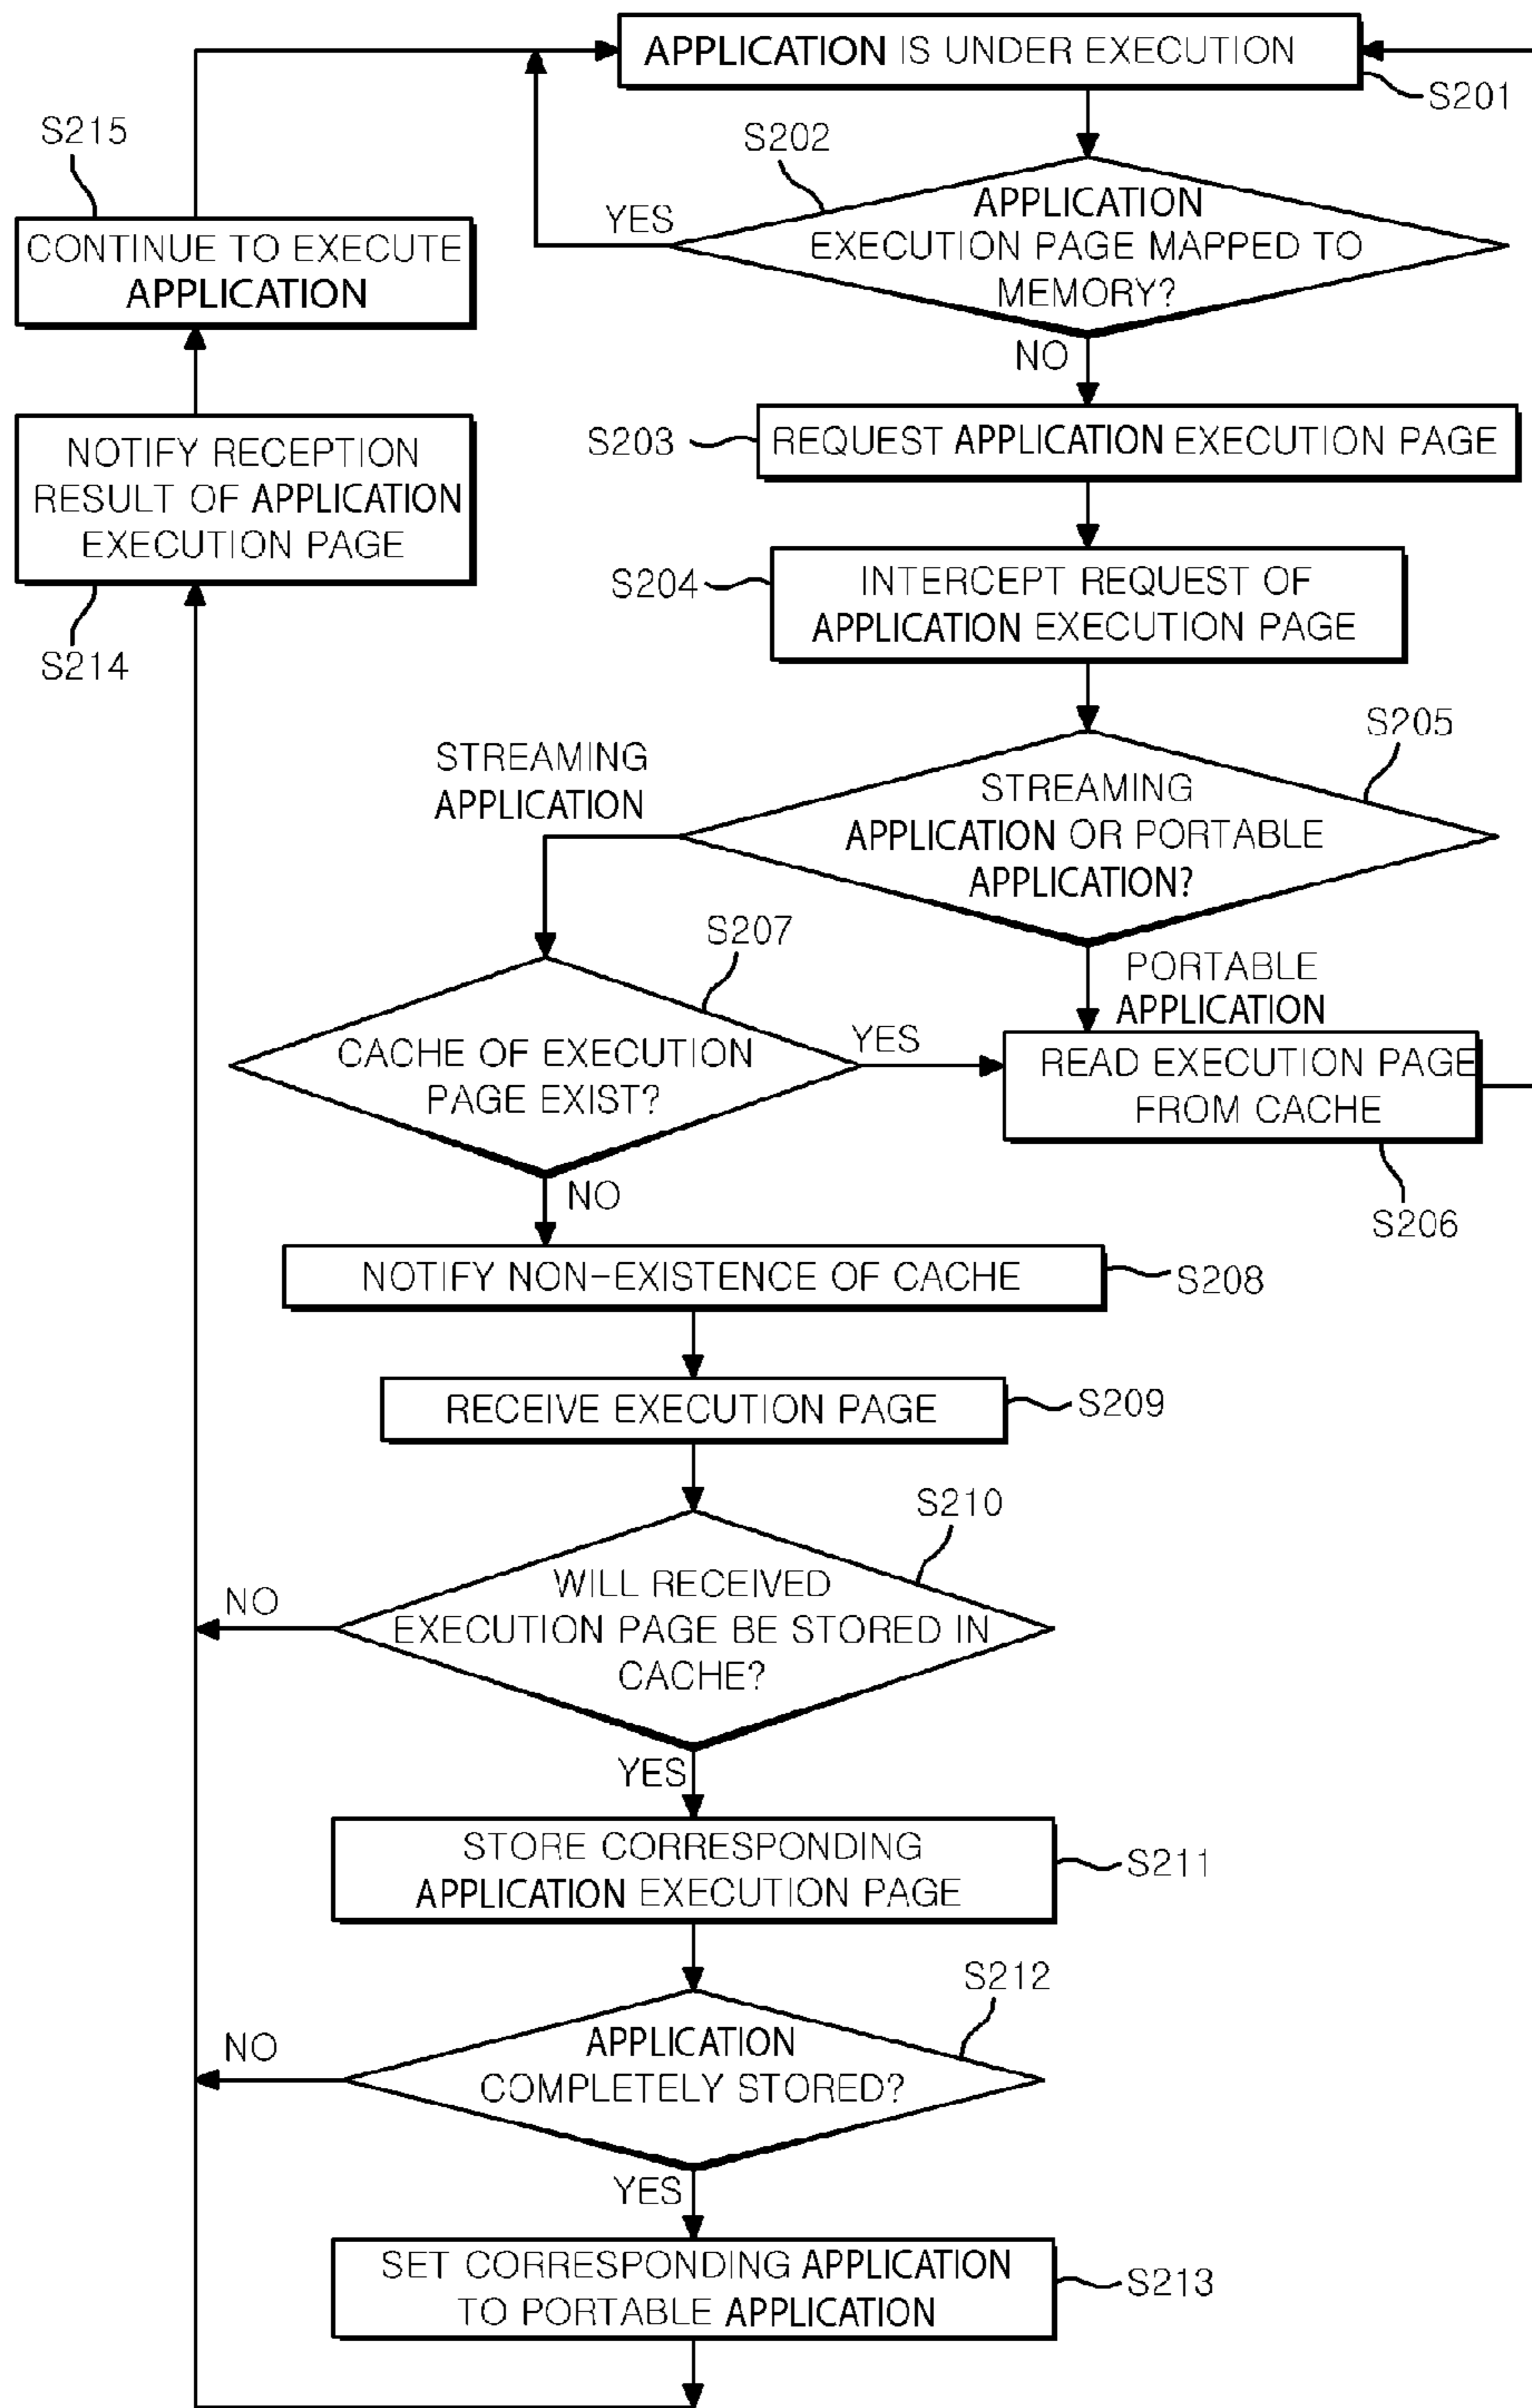 APPLICATION IS UNDER EXECUTION
S201
S215
S202
APPLICATION
EXECUTION PAGE MAPPED TO
MEMORY?
YES
CONTINUE TO EXECUTE
APPLICATION
NO
S203
REQUEST APPLICATION EXECUTION PAGE
NOTIFY RECEPTION
RESULT OF APPLICATION
EXECUTION PAGE
S214
S204
INTERCEPT REQUEST OF
APPLICATION EXECUTION PAGE
S205
STREAMING
APPLICATION
STREAMING
APPLICATION OR PORTABLE
APPLICATION?
S207
PORTABLE
APPLICATION
CACHE OF EXECUTION
PAGE EXIST?
YES
READ EXECUTION PAGE
FROM CACHE
NO
S206
NOTIFY NON-EXISTENCE OF CACHE
S208
RECEIVE EXECUTION PAGE
S209
S210
WILL RECEIVED
EXECUTION PAGE BE STORED IN
CACHE?
NO
YES
STORE CORRESPONDING
APPLICATION EXECUTION PAGE
S211
S212
APPLICATION
COMPLETELY STORED?
NO
YES
SET CORRESPONDING APPLICATION
TO PORTABLE APPLICATION
S213